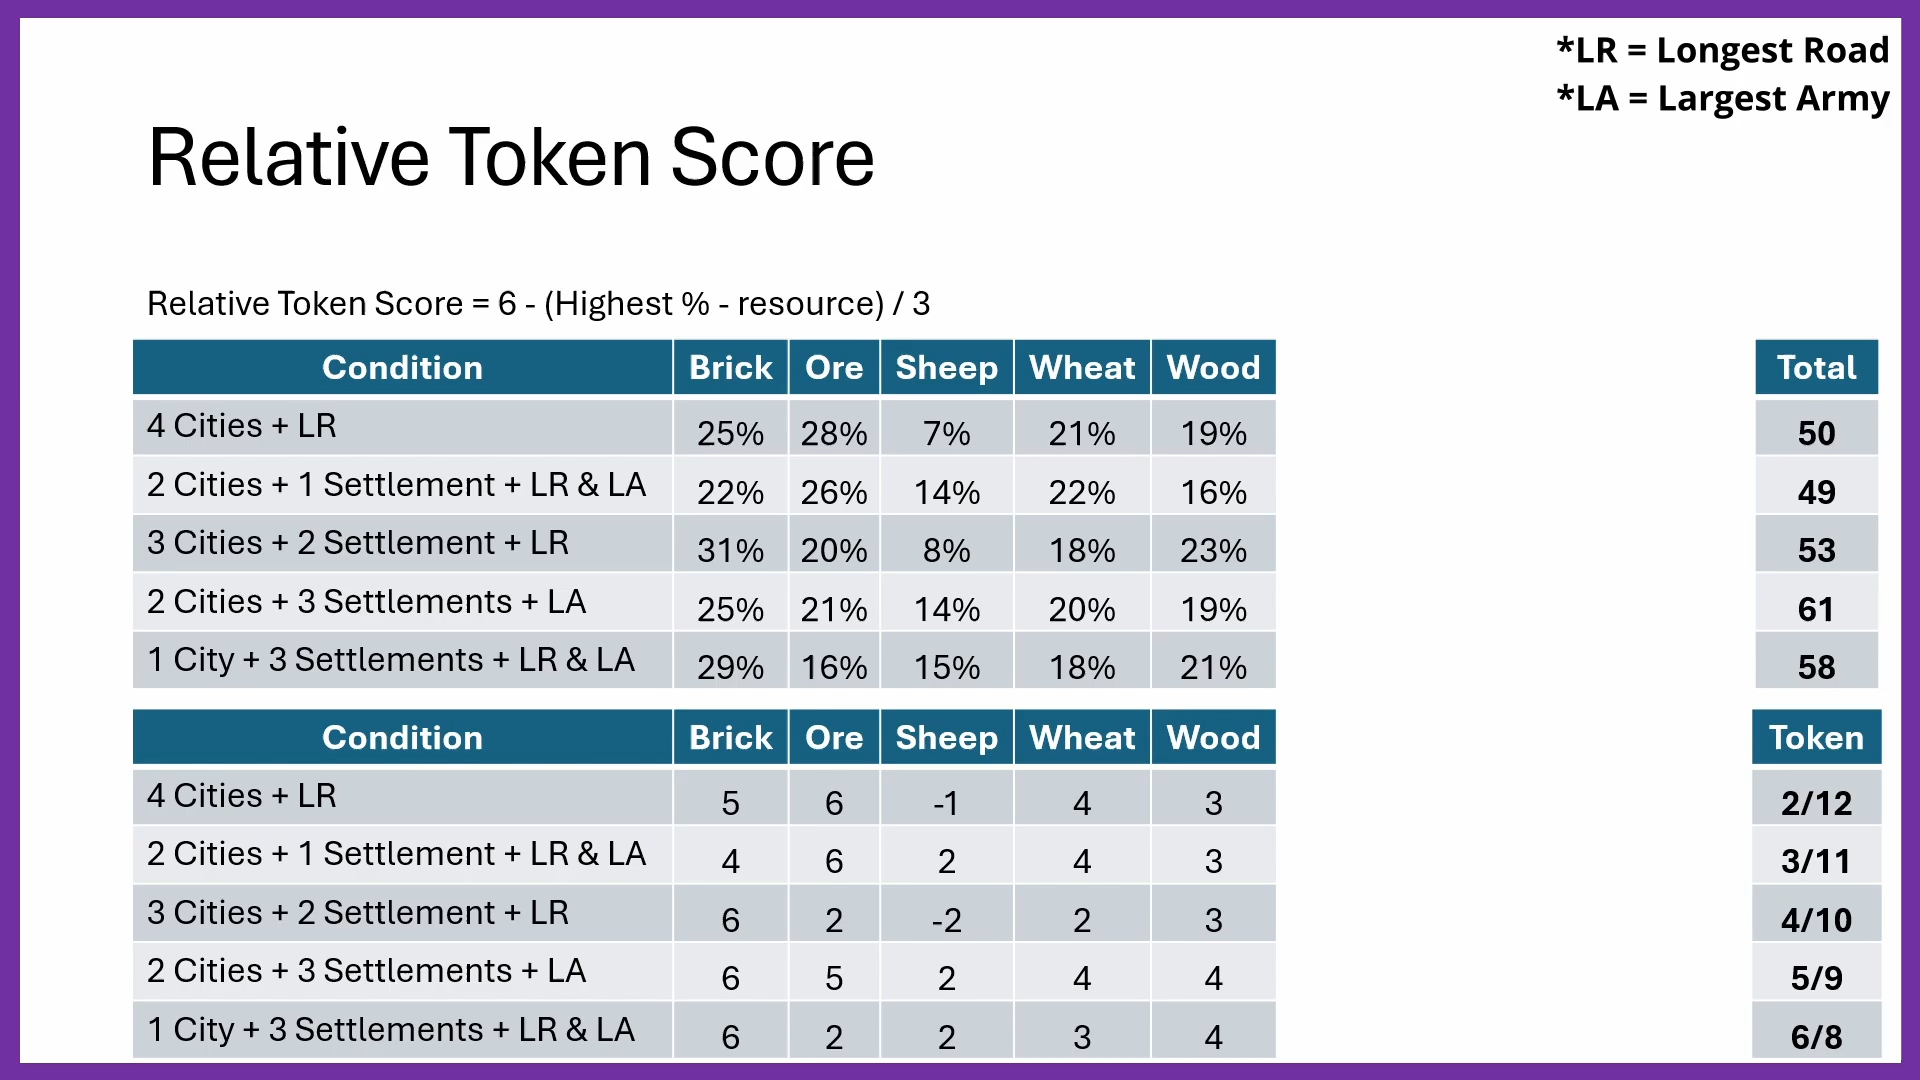 *LR = Longest Road
*LA = Largest Army
Relative Token Score
Relative Token Score = 6 - (Highest % - resource) / 3
Condition Brick Ore Sheep Wheat Wood Total
4 Cities + LR 25% 28% 7% 21% 19% 50
2 Cities + 1 Settlement + LR & LA 22% 26% 14% 22% 16% 49
3 Cities + 2 Settlement + LR 31% 20% 8% 18% 23% 53
2 Cities + 3 Settlements + LA 25% 21% 14% 20% 19% 61
1 City + 3 Settlements + LR & LA 29% 16% 15% 18% 21% 58
Condition Brick Ore Sheep Wheat Wood Token
4 Cities + LR 5 6 -1 4 3 2/12
2 Cities + 1 Settlement + LR & LA 4 6 2 4 3 3/11
3 Cities + 2 Settlement + LR 6 2 -2 2 3 4/10
2 Cities + 3 Settlements + LA 6 5 2 4 4 5/9
1 City + 3 Settlements + LR & LA 6 2 2 3 4 6/8